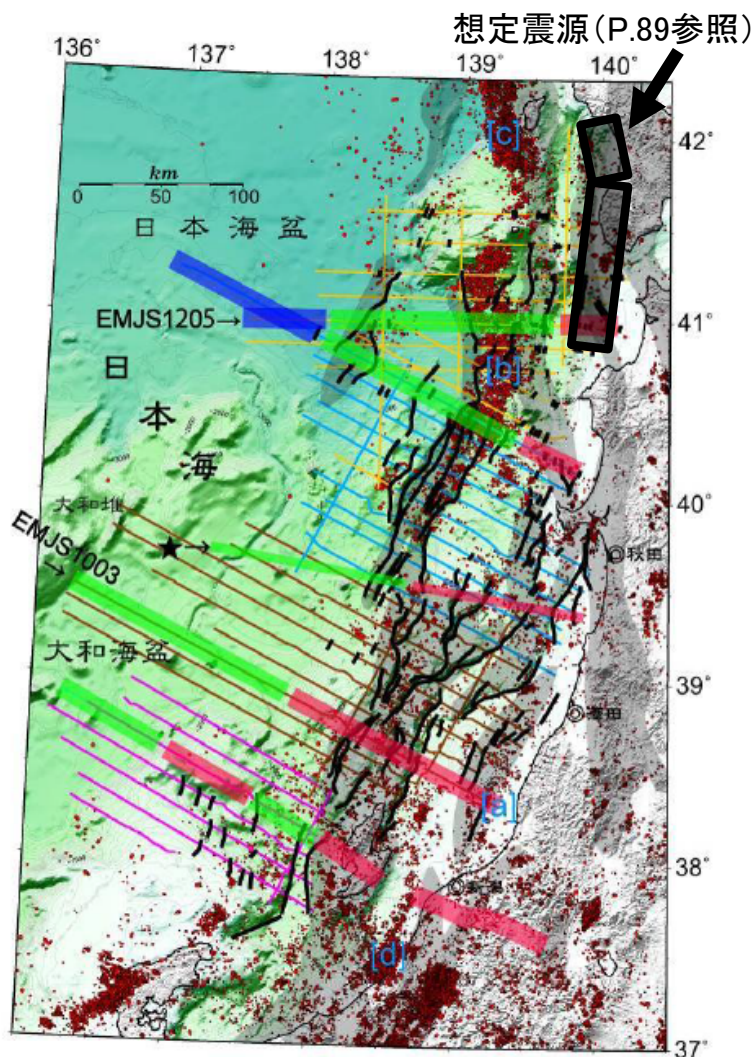 想定震源(P.89参照)
136° 137° 138° 139° 140°
42°
[c]
km
0 50 100
日本海盆
EMJS1205→
41°
[b]
日
本
海
40°
大和堆
★→
秋田
EMJS1003
→
大和海盆
39°
酒田
[a]
38°
新潟
[d]
37°